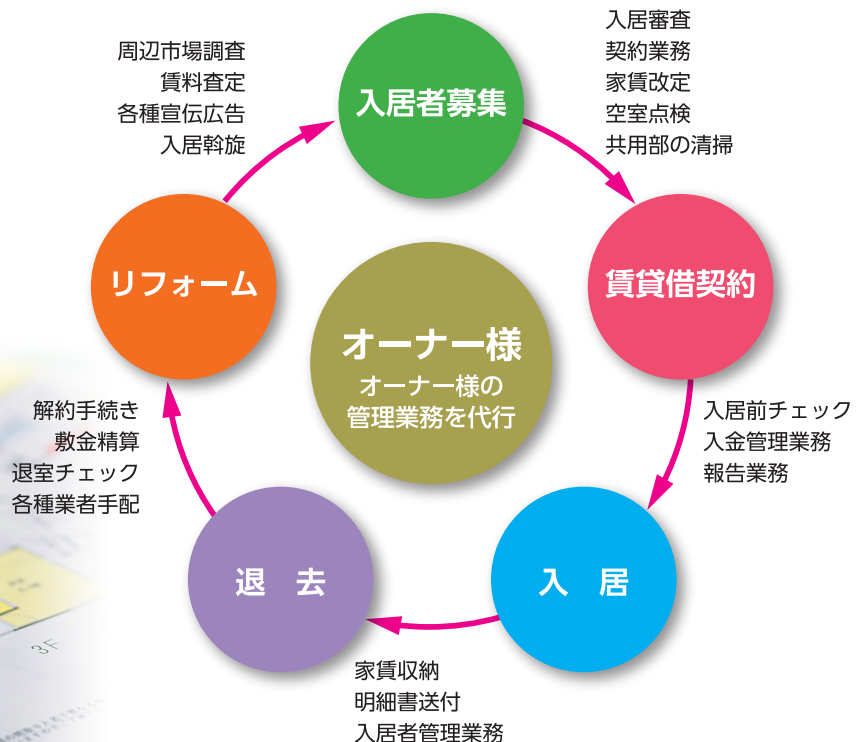 周辺市場調査
賃料査定
各種宣伝広告
入居斡旋
入居者募集
入居審査
契約業務
家賃改定
空室点検
共用部の清掃
リフォーム
賃貸借契約
オーナー様
オーナー様の
管理業務を代行
解約手続き
敷金精算
退室チェック
各種業者手配
入居前チェック
入金管理業務
報告業務
退 去
入 居
家賃収納
明細書送付
入居者管理業務
3F